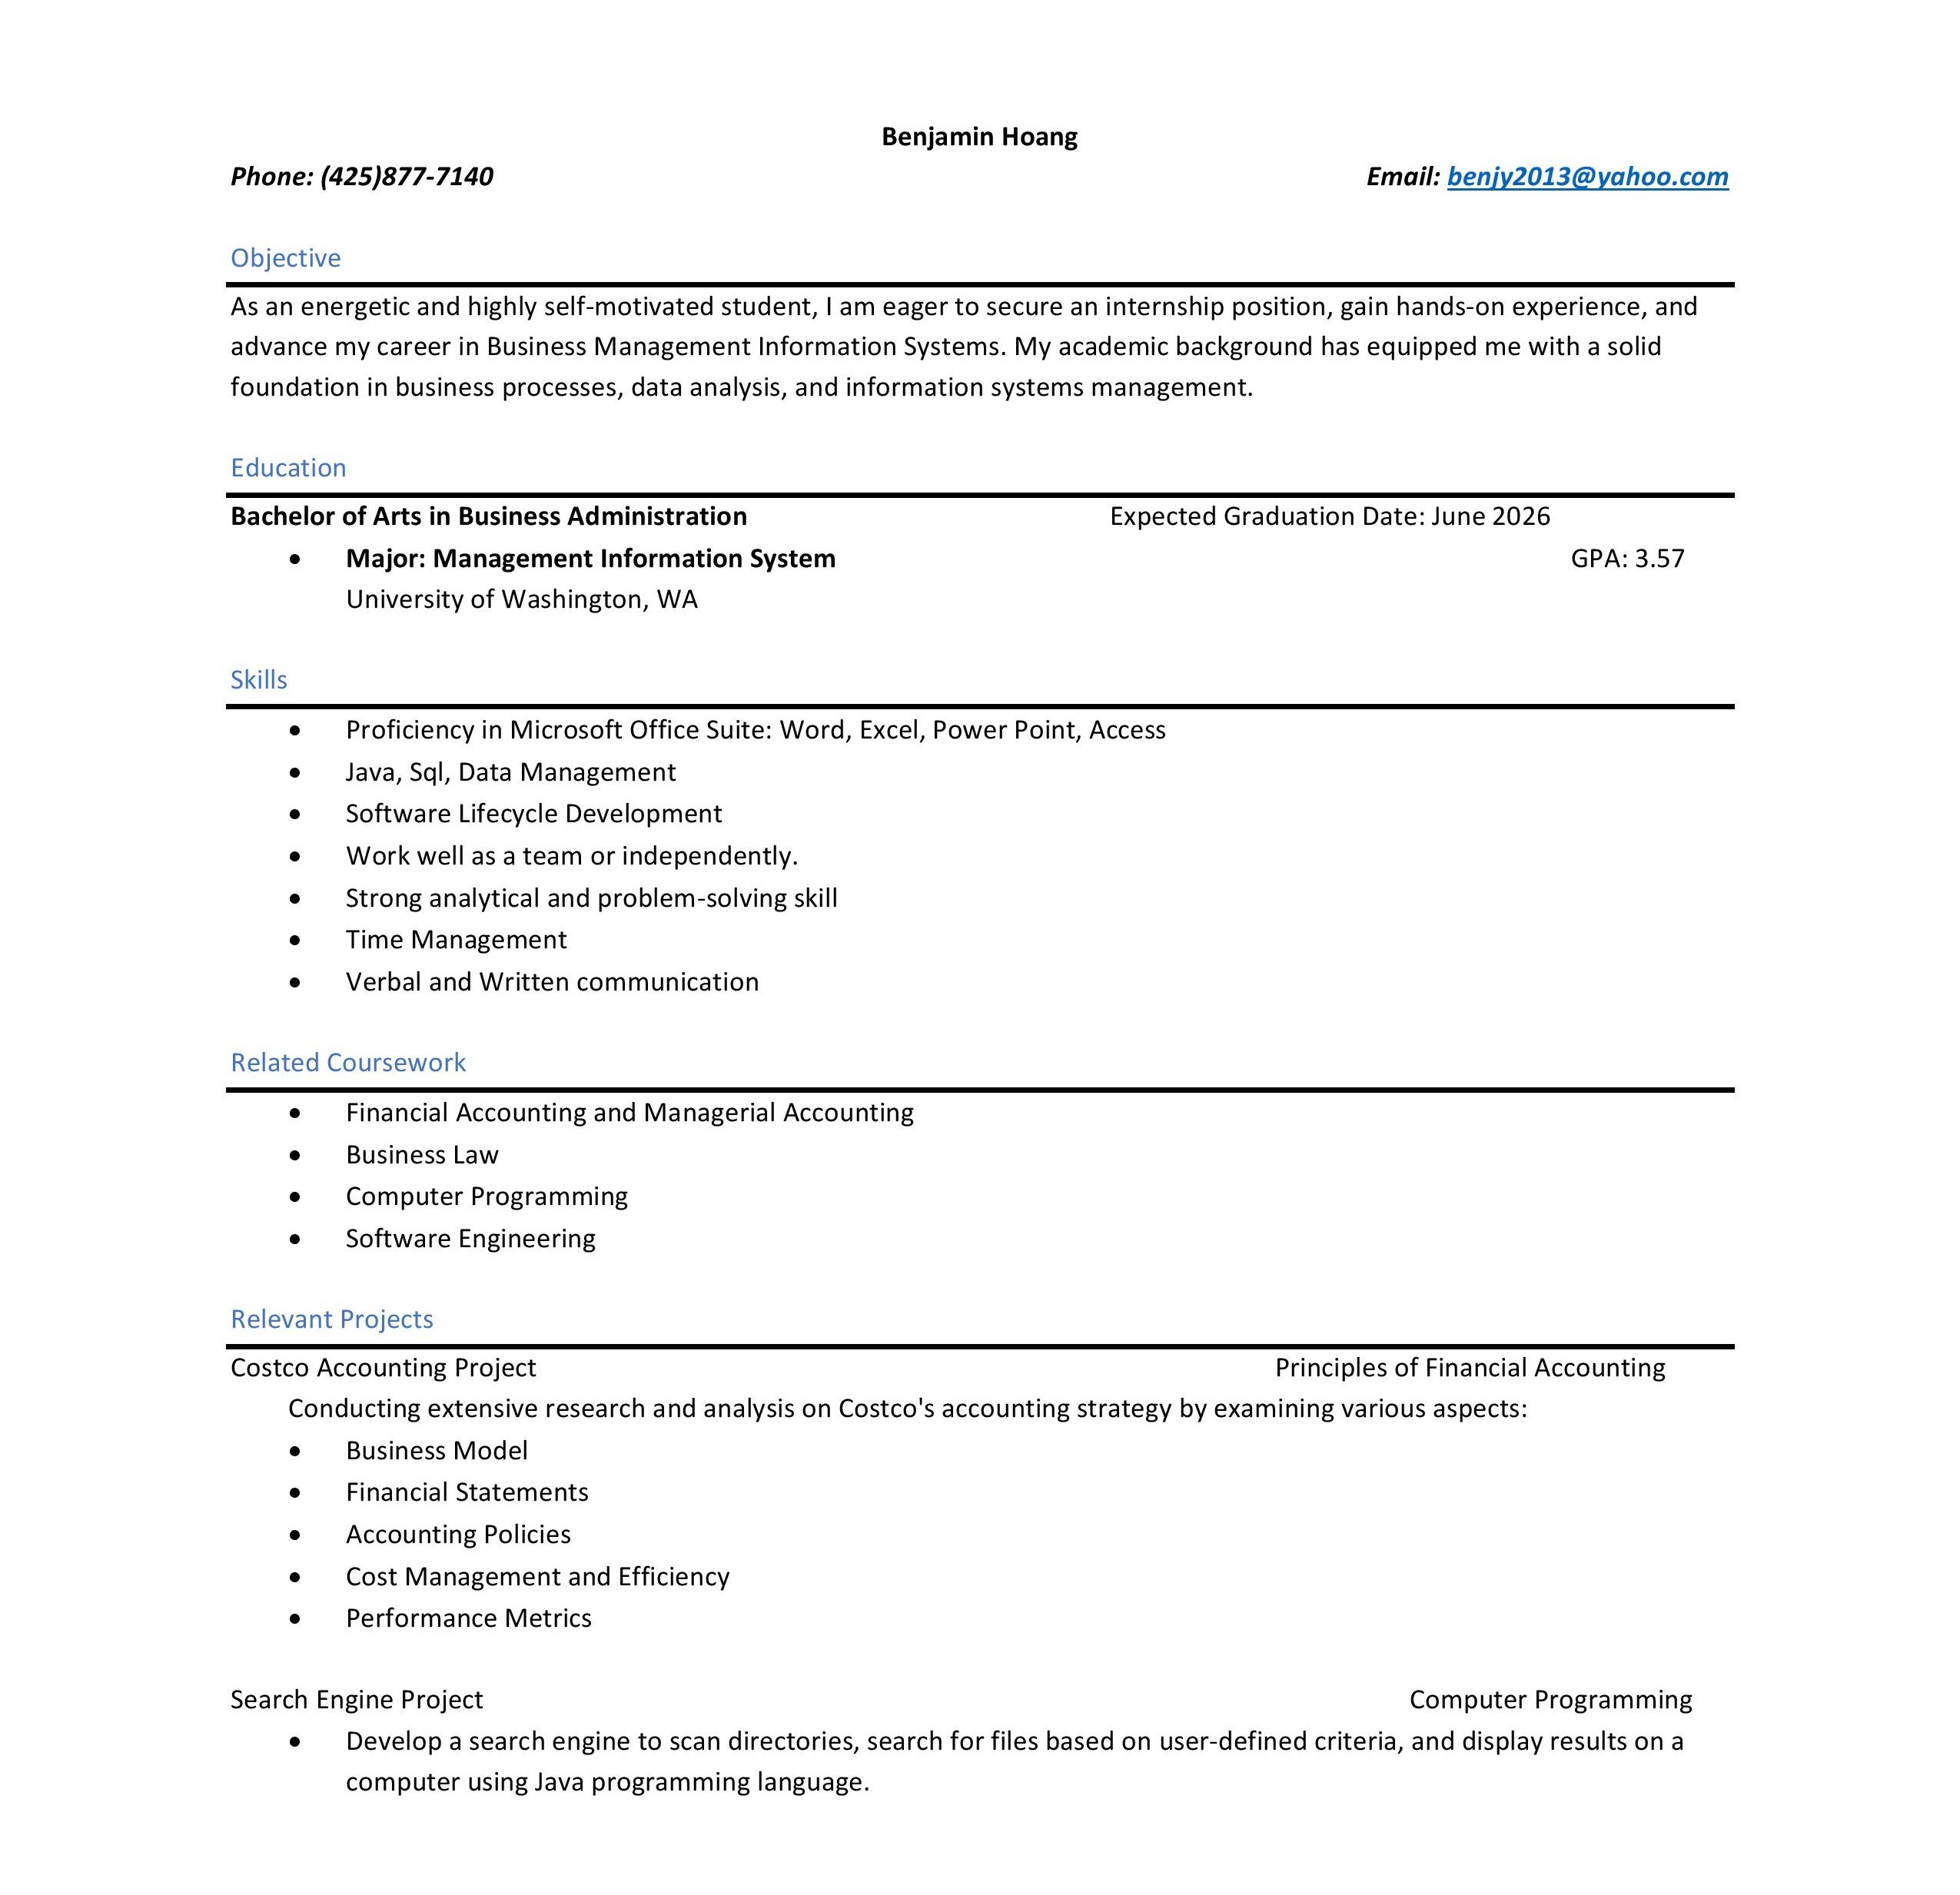 Benjamin Hoang
Phone: (425)877-7140 Email: benjy2013@yahoo.com
Objective
As an energetic and highly self-motivated student, I am eager to secure an internship position, gain hands-on experience, and
advance my career in Business Management Information Systems. My academic background has equipped me with a solid
foundation in business processes, data analysis, and information systems management.
Education
Bachelor of Arts in Business Administration Expected Graduation Date: June 2026
• Major: Management Information System GPA: 3.57
University of Washington, WA
Skills
• Proficiency in Microsoft Office Suite: Word, Excel, Power Point, Access
• Java, Sql, Data Management
• Software Lifecycle Development
• Work well as a team or independently.
• Strong analytical and problem-solving skill
• Time Management
• Verbal and Written communication
Related Coursework
• Financial Accounting and Managerial Accounting
• Business Law
• Computer Programming
• Software Engineering
Relevant Projects
Costco Accounting Project Principles of Financial Accounting
Conducting extensive research and analysis on Costco's accounting strategy by examining various aspects:
• Business Model
• Financial Statements
• Accounting Policies
• Cost Management and Efficiency
• Performance Metrics
Search Engine Project Computer Programming
• Develop a search engine to scan directories, search for files based on user-defined criteria, and display results on a
computer using Java programming language.